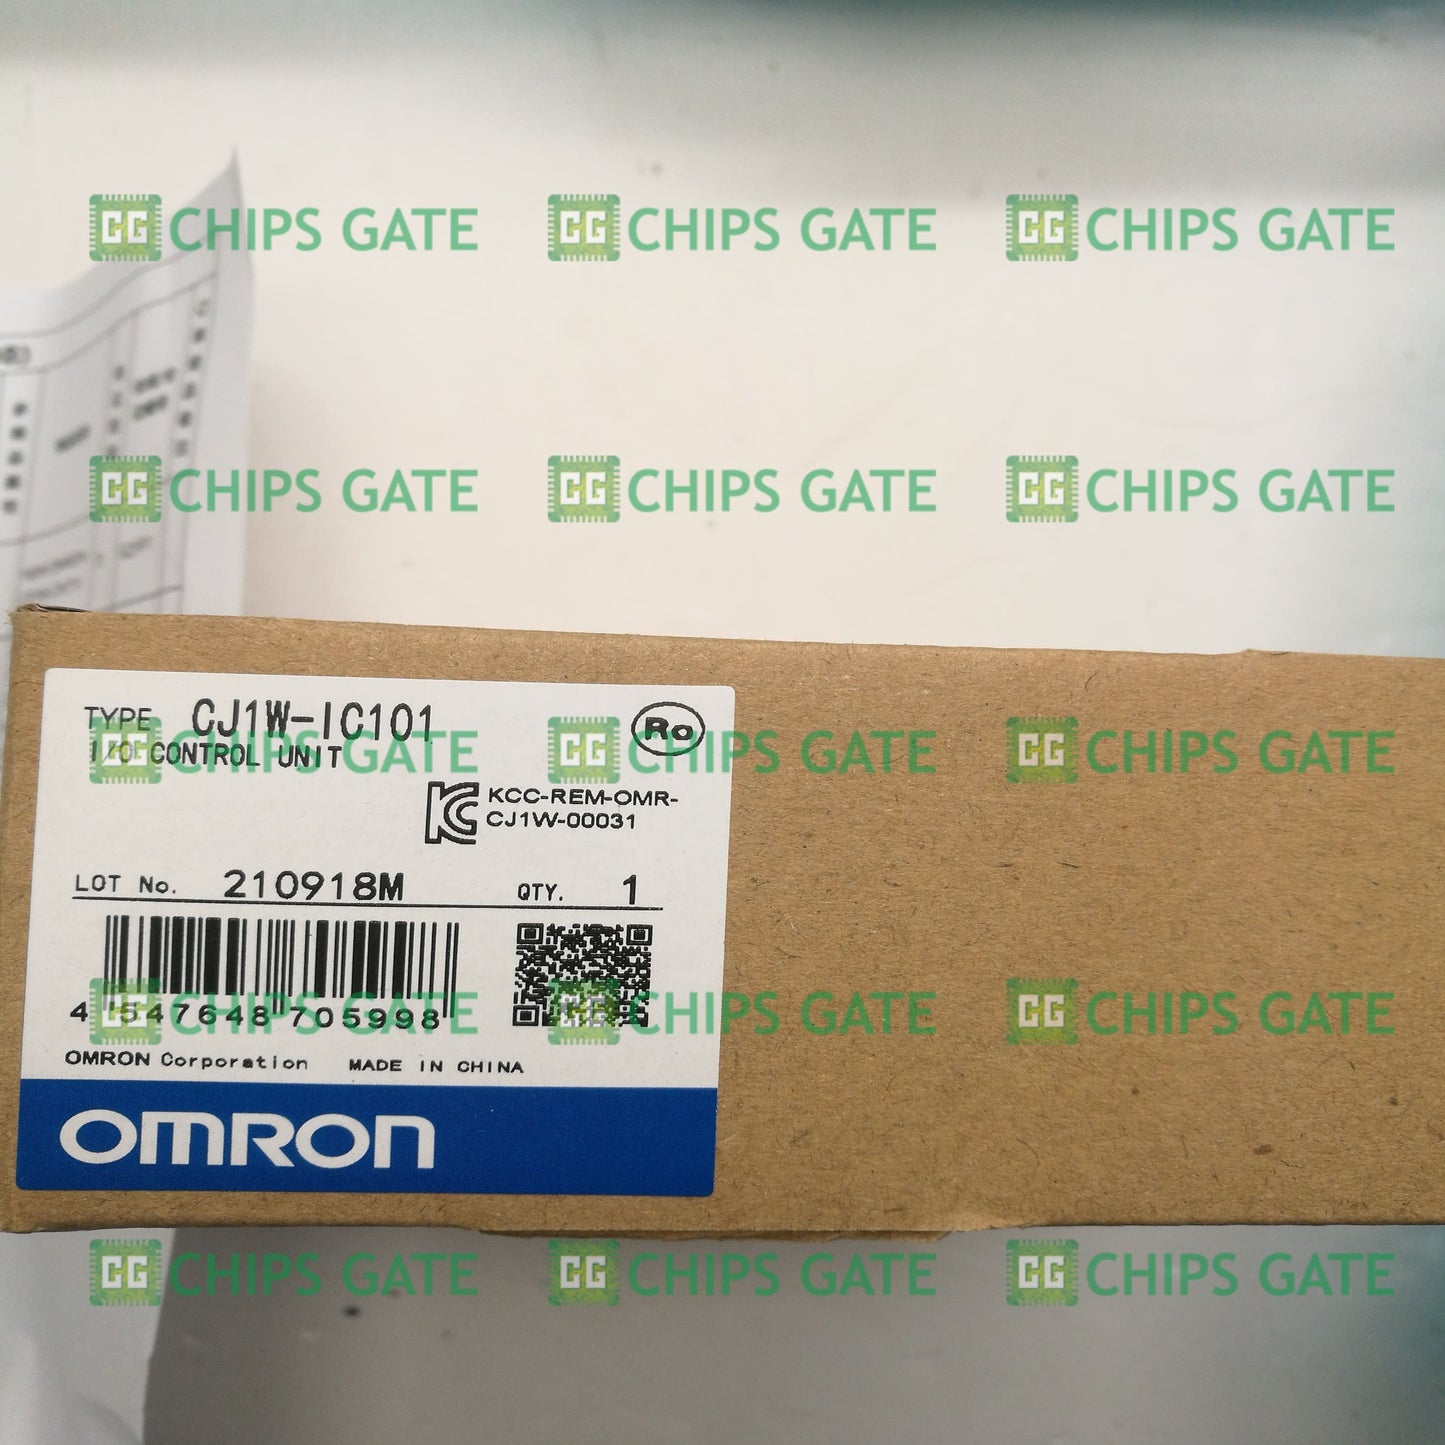 CG CHIPS GATE CG CHIPS GATE CG CHIPS GATE
CG CHIPS GATE CG CHIPS GATE CG CHIPS GATE
TYPE CJ1W-IC101 Ro
I/O CONTROL UNIT
CG CHIPS GATE CG CHIPS GATE CG CHIPS GATE
KCC-REM-OMR-
CJ1W-00031
LOT No. 210918M QTY. 1
4 547648 705998
CG CHIPS GATE CG CHIPS GATE CG CHIPS GATE
OMRON Corporation MADE IN CHINA
OMRON
CG CHIPS GATE CG CHIPS GATE CG CHIPS GATE